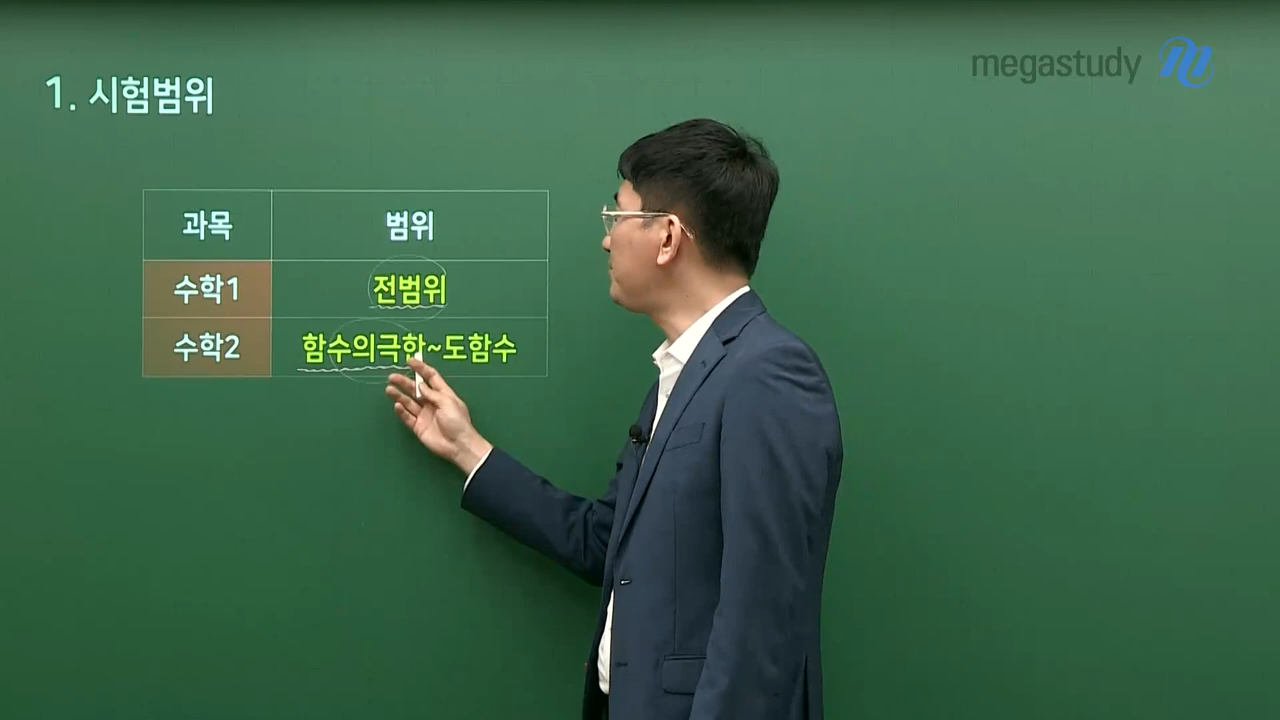 megastudy
1. 시험범위
과목 범위
수학1 전범위
수학2 함수의극한~도함수